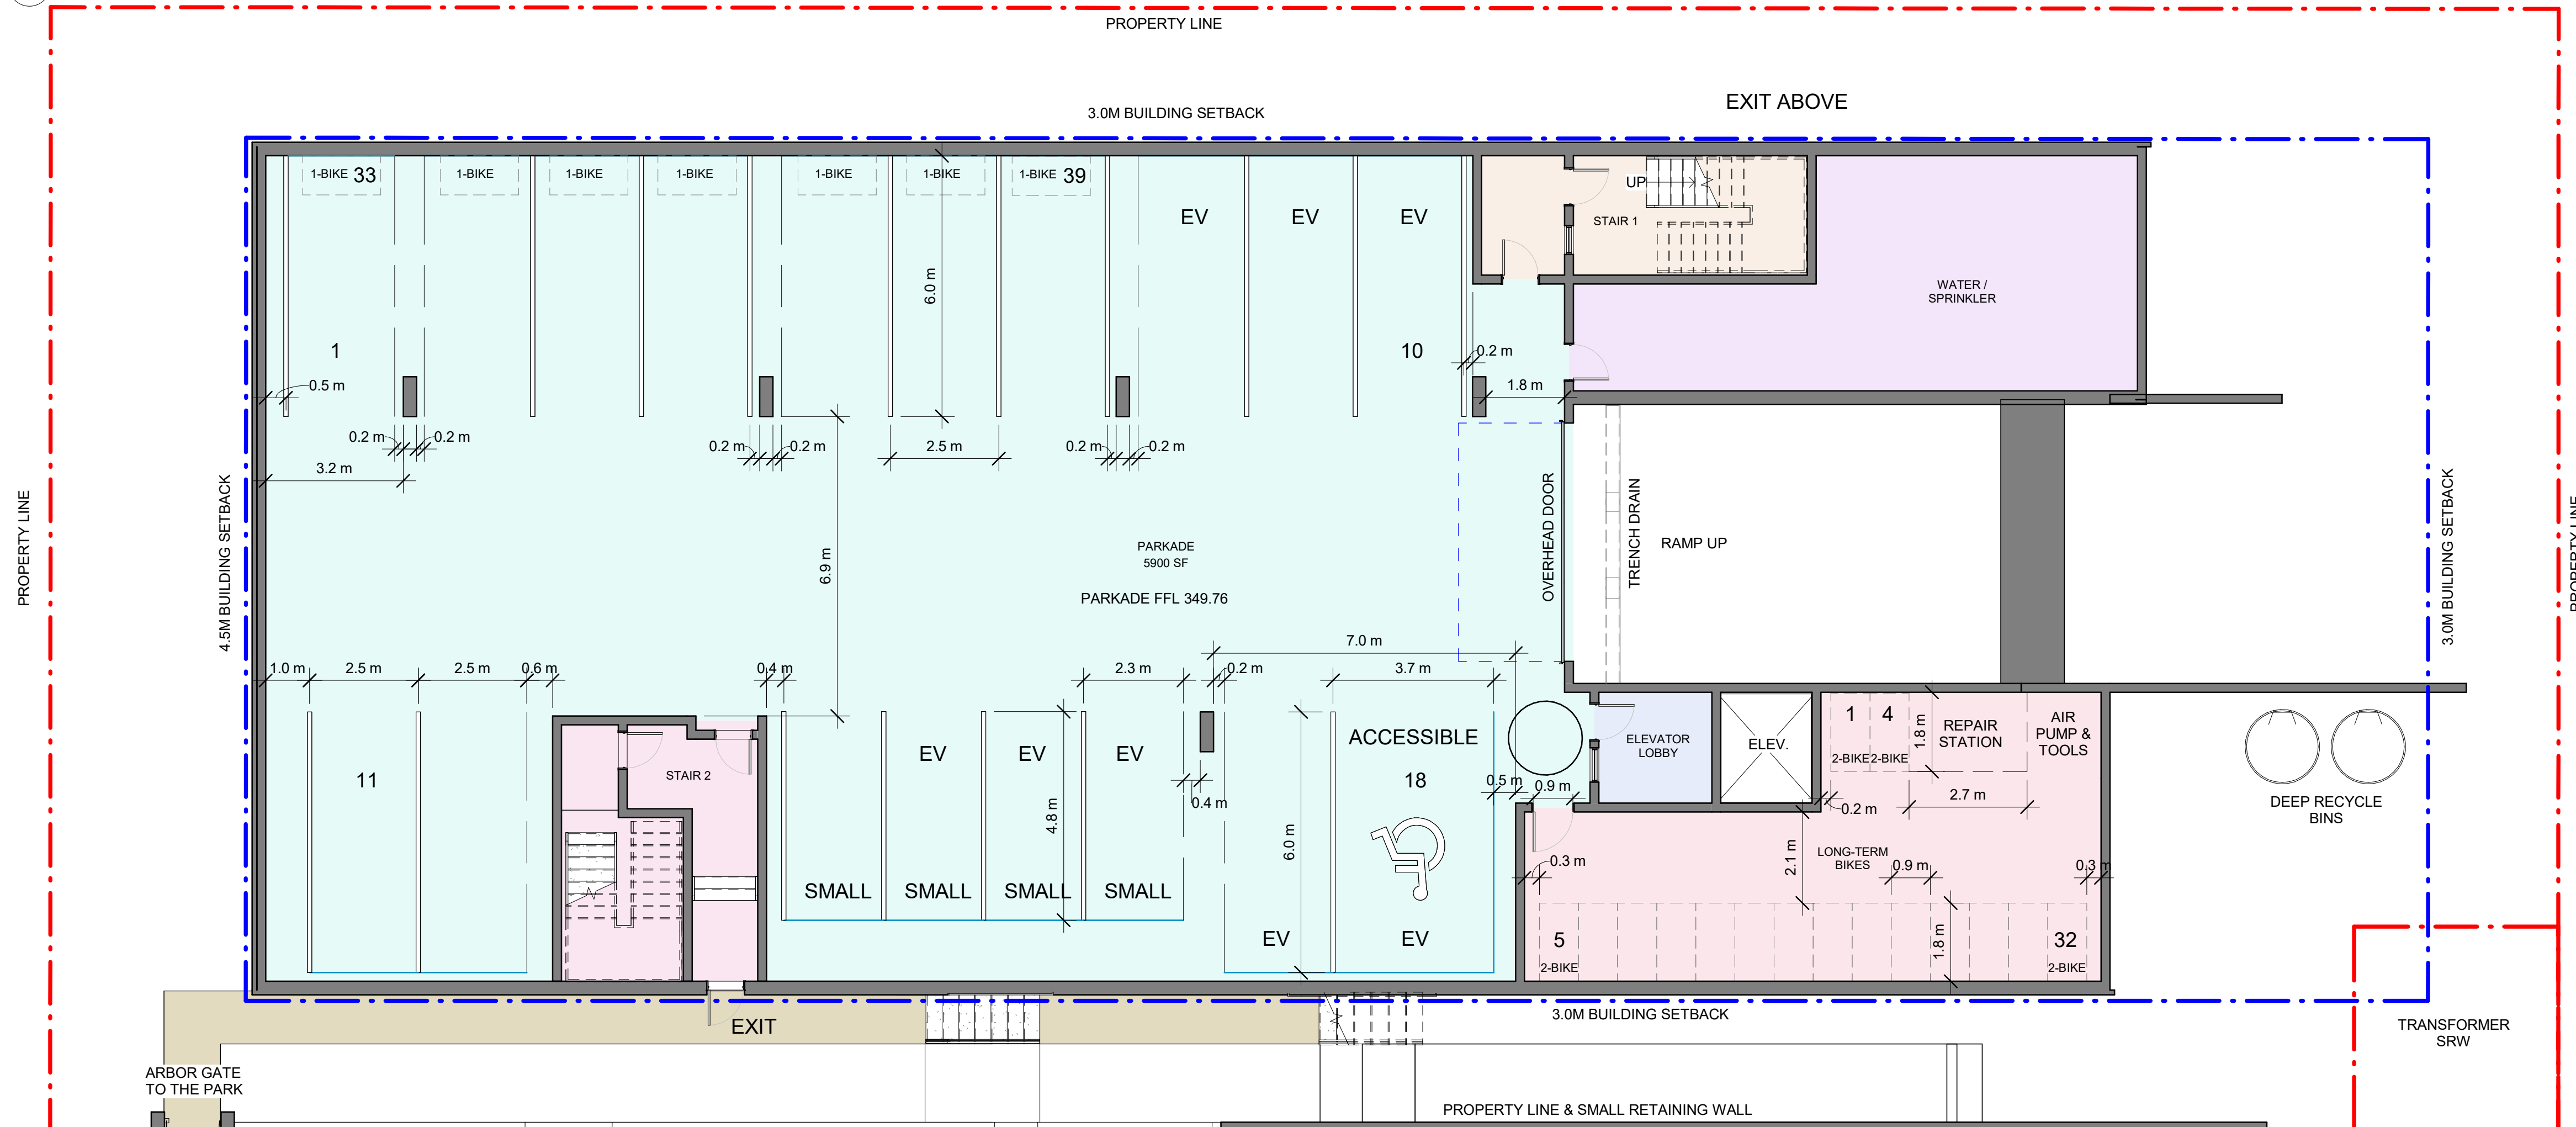 PROPERTY LINE
3.0M BUILDING SETBACK
EXIT ABOVE
1-BIKE 33
1-BIKE
1-BIKE
1-BIKE
1-BIKE
1-BIKE
1-BIKE 39
EV
EV
EV
UP
STAIR 1
WATER /
SPRINKLER
6.0 m
1
10
0.2 m
0.5 m
1.8 m
0.2 m
0.2 m
0.2 m
0.2 m
2.5 m
0.2 m
0.2 m
3.2 m
PROPERTY LINE
4.5M BUILDING SETBACK
6.9 m
PARKADE
5900 SF
PARKADE FFL 349.76
OVERHEAD DOOR
TRENCH DRAIN
RAMP UP
3.0M BUILDING SETBACK
PROPERTY LINE
7.0 m
1.0 m
2.5 m
2.5 m
0.6 m
0.4 m
2.3 m
0.2 m
3.7 m
11
STAIR 2
EV
EV
EV
ACCESSIBLE
18
0.4 m
0.5 m
0.9 m
4.8 m
6.0 m
SMALL
SMALL
SMALL
SMALL
EV
EV
ELEVATOR
LOBBY
ELEV.
1
4
2-BIKE
2-BIKE
1.8 m
REPAIR
STATION
AIR
PUMP &
TOOLS
0.2 m
2.7 m
2.1 m
LONG-TERM
BIKES
0.9 m
0.3 m
0.3 m
5
2-BIKE
1.8 m
32
2-BIKE
DEEP RECYCLE
BINS
EXIT
3.0M BUILDING SETBACK
TRANSFORMER
SRW
ARBOR GATE
TO THE PARK
PROPERTY LINE & SMALL RETAINING WALL